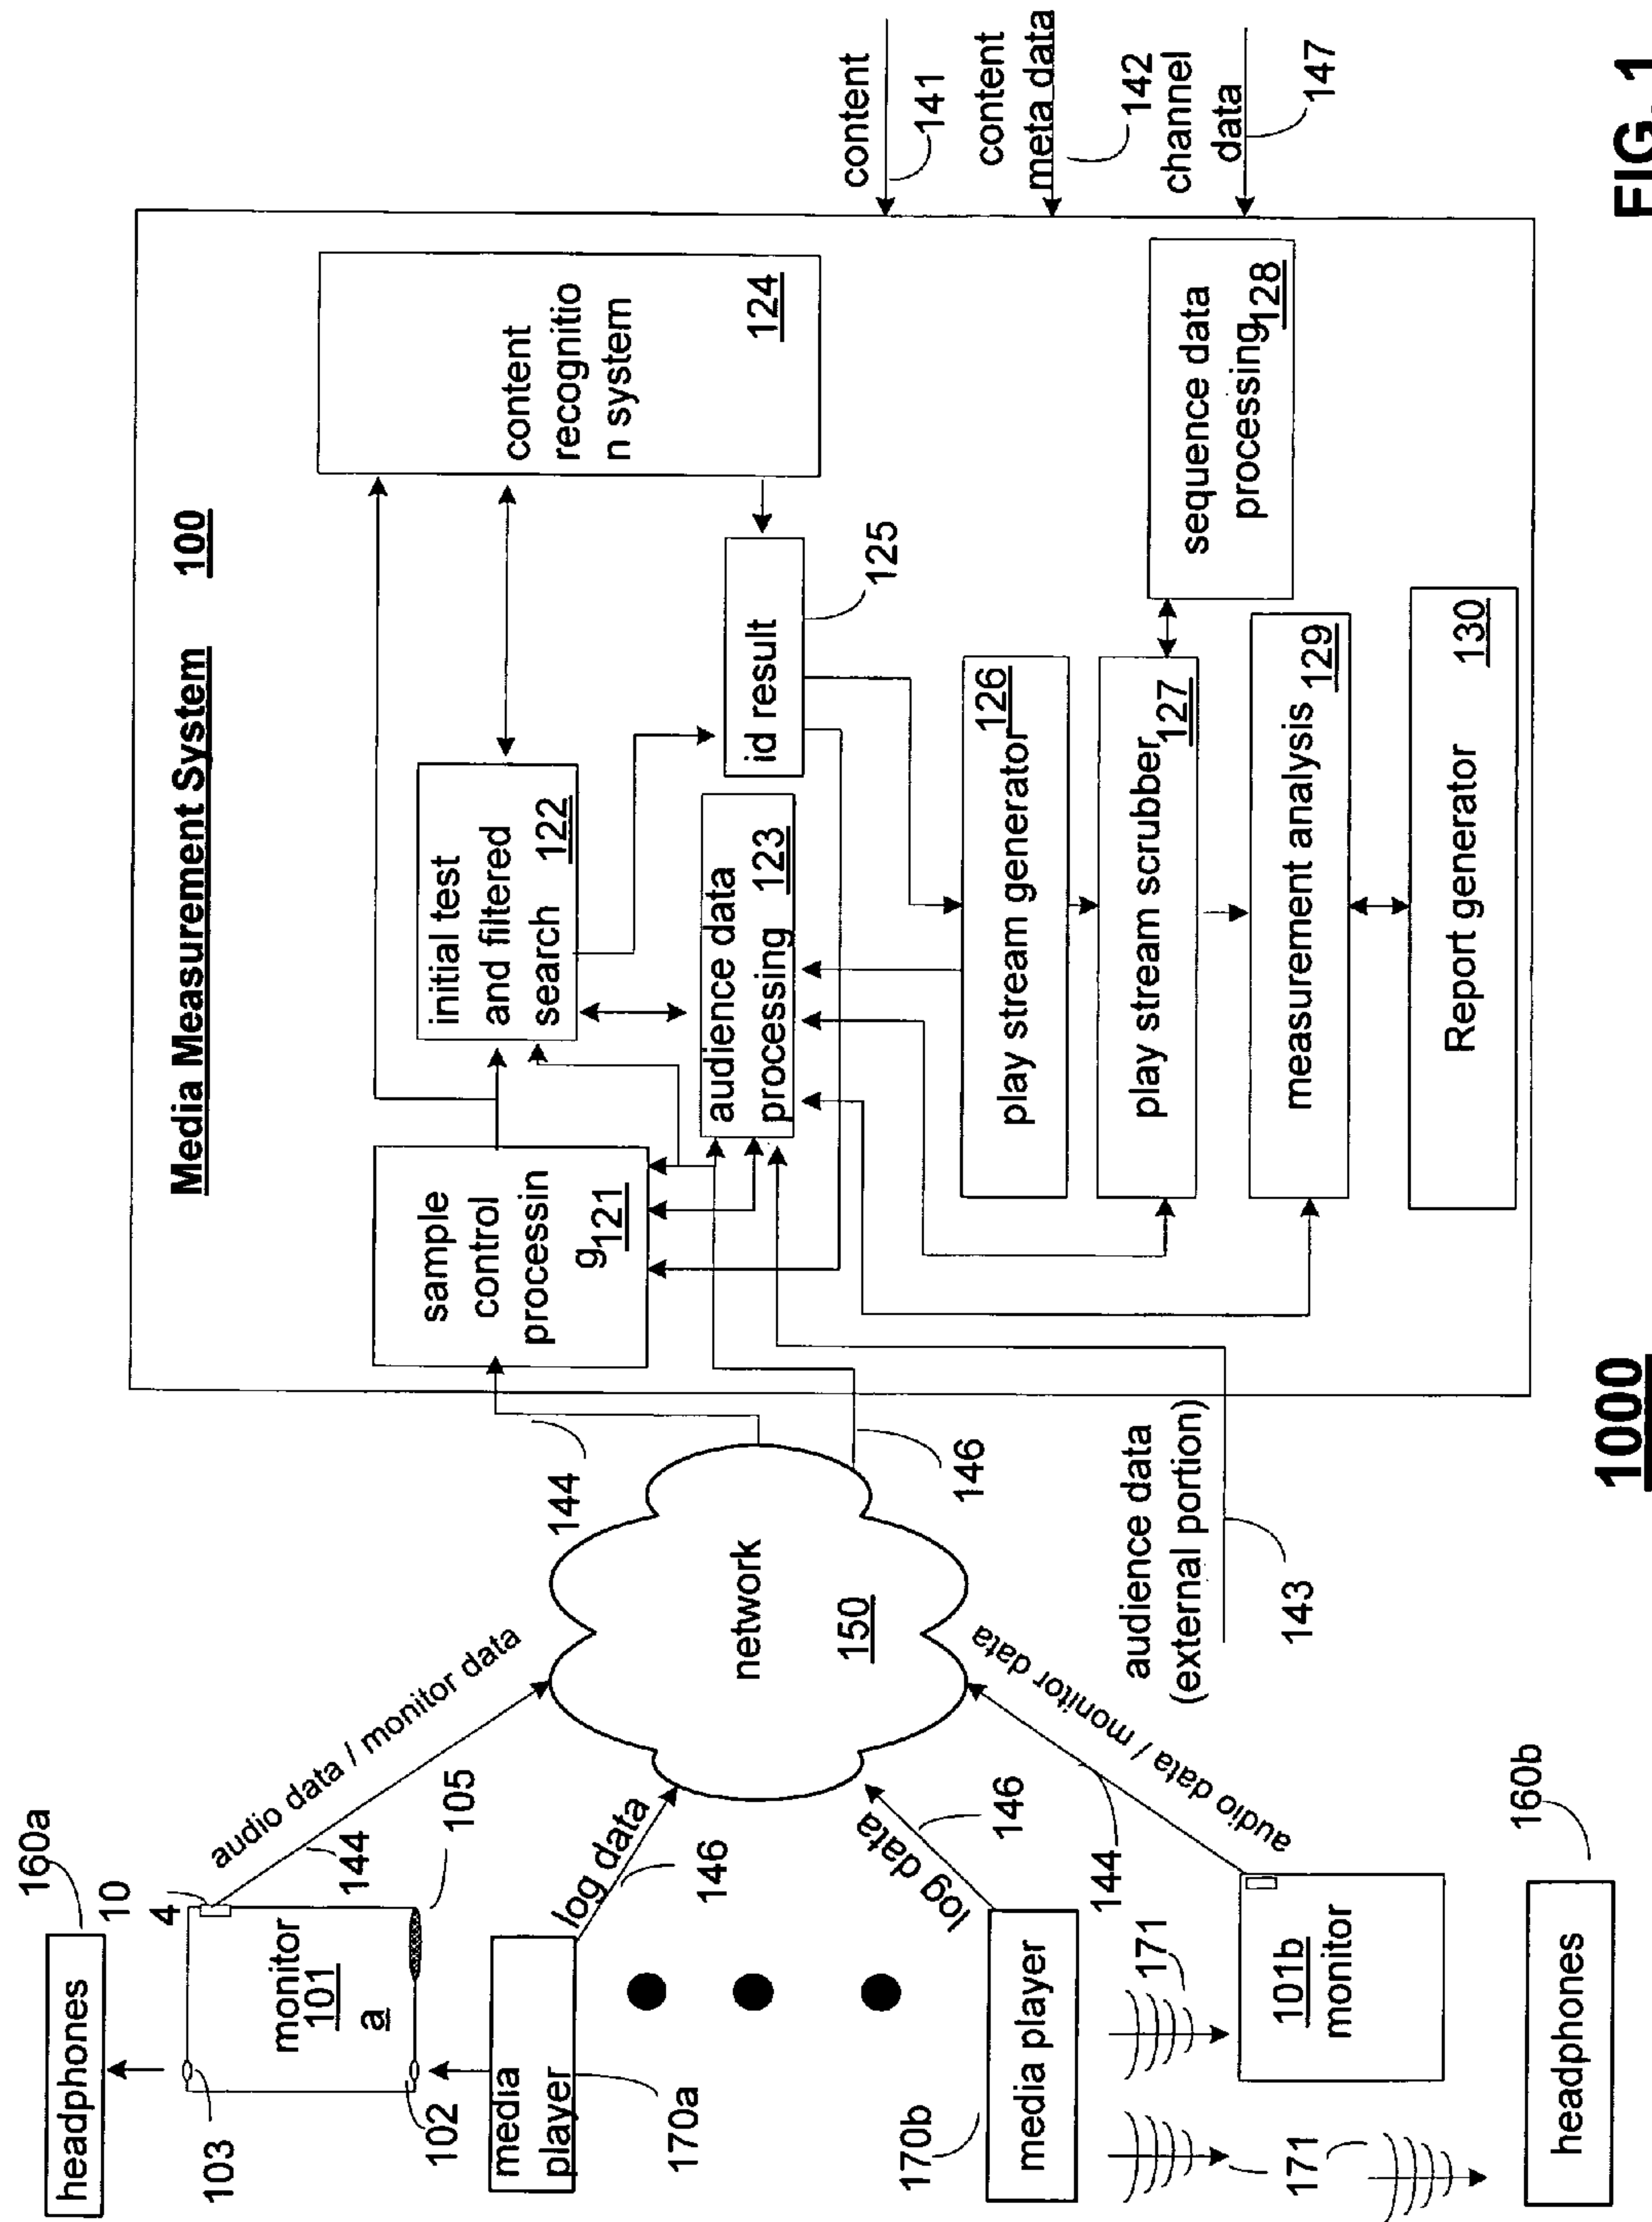 Media Measurement System 100
headphones
160a
103
10
4
monitor
101
a
102
105
audio data / monitor data
144
media
player
170a
log data
146
170b
media player
log data
146
171
171
101b
monitor
144
audio data / monitor data
headphones
160b
network
150
144
146
audience data
(external portion)
143
sample
control
processin
g121
initial test
and filtered
search 122
content
recognitio
n system
124
audience data
processing 123
id result
125
play stream generator 126
play stream scrubber 127
sequence data
processing 128
measurement analysis 129
Report generator 130
content
141
content
meta data
142
channel
data
147
1000
FIG. 1